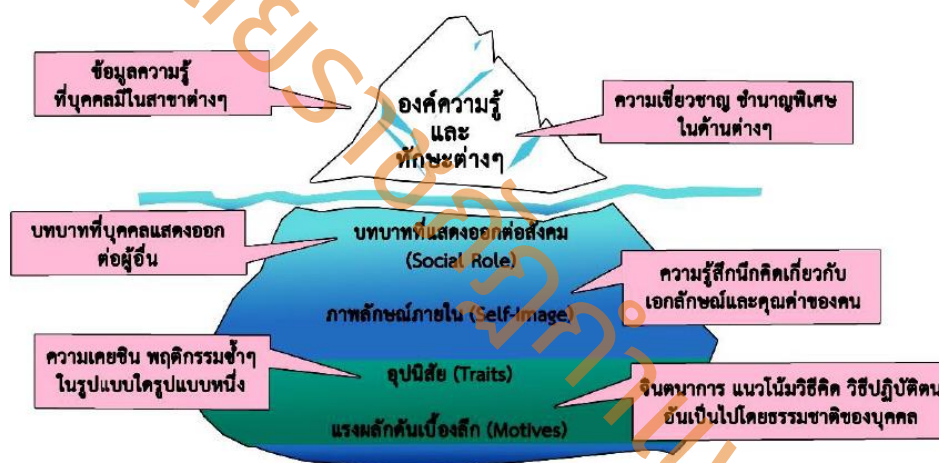 ข้อมูลความรู้
ที่บุคคลมีในสาขาต่างๆ
องค์ความรู้
และ
ทักษะต่างๆ
ความเชี่ยวชาญ ชำนาญพิเศษ
ในด้านต่างๆ
บทบาทที่บุคคลแสดงออก
ต่อผู้อื่น
บทบาทที่แสดงออกต่อสังคม
(Social Role)
ความรู้สึกนึกคิดเกี่ยวกับ
เอกลักษณ์และคุณค่าของคน
ภาพลักษณ์ภายใน (Self-Image)
ความเคยชิน พฤติกรรมซ้ำๆ
ในรูปแบบใดรูปแบบหนึ่ง
อุปนิสัย (Traits)
จินตนาการ แนวโน้มวิธีคิด วิธีปฏิบัติตน
อันเป็นไปโดยธรรมชาติของบุคคล
แรงผลักดันเบื้องลึก (Motives)